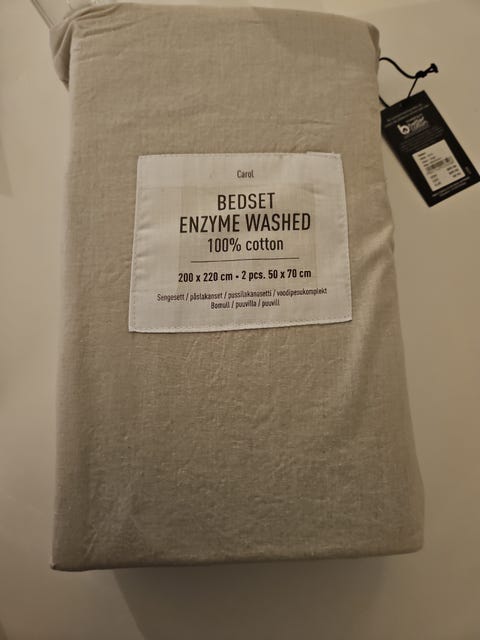 Carol
BEDSET
ENZYME WASHED
100% cotton
200 x 220 cm - 2 pcs. 50 x 70 cm
Sengesett / påslakanset / pussilakanasetti / voodipesukomplekt
Bomull / puuvilla / puuvill